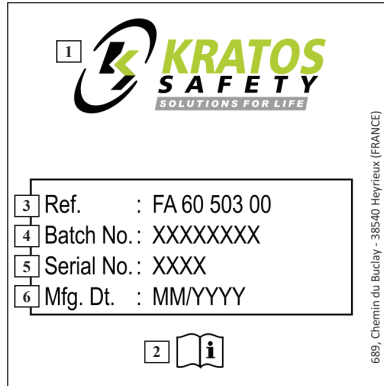 1
KRATOS
SAFETY
SOLUTIONS FOR LIFE
3 Ref. : FA 60 503 00
4 Batch No. : XXXXXXXX
5 Serial No. : XXXX
6 Mfg. Dt. : MM/YYYY
2 i
689, Chemin du Buclay - 38540 Heyrieux (FRANCE)